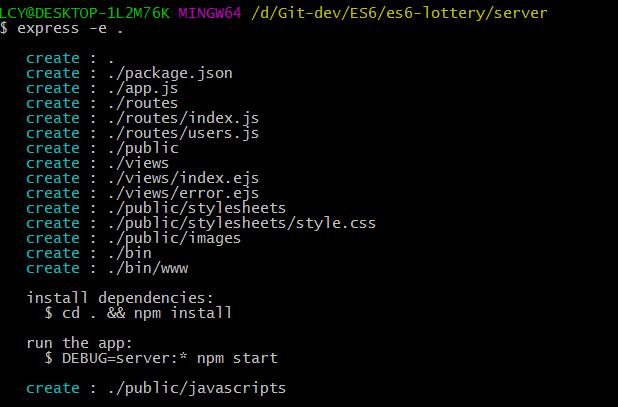 LCY@DESKTOP-1L2M76K MINGW64 /d/Git-dev/ES6/es6-lottery/server
$ express -e .
create : .
create : ./package.json
create : ./app.js
create : ./routes
create : ./routes/index.js
create : ./routes/users.js
create : ./public
create : ./views
create : ./views/index.ejs
create : ./views/error.ejs
create : ./public/stylesheets
create : ./public/stylesheets/style.css
create : ./public/images
create : ./bin
create : ./bin/www
install dependencies:
$ cd . && npm install
run the app:
$ DEBUG=server:* npm start
create : ./public/javascripts